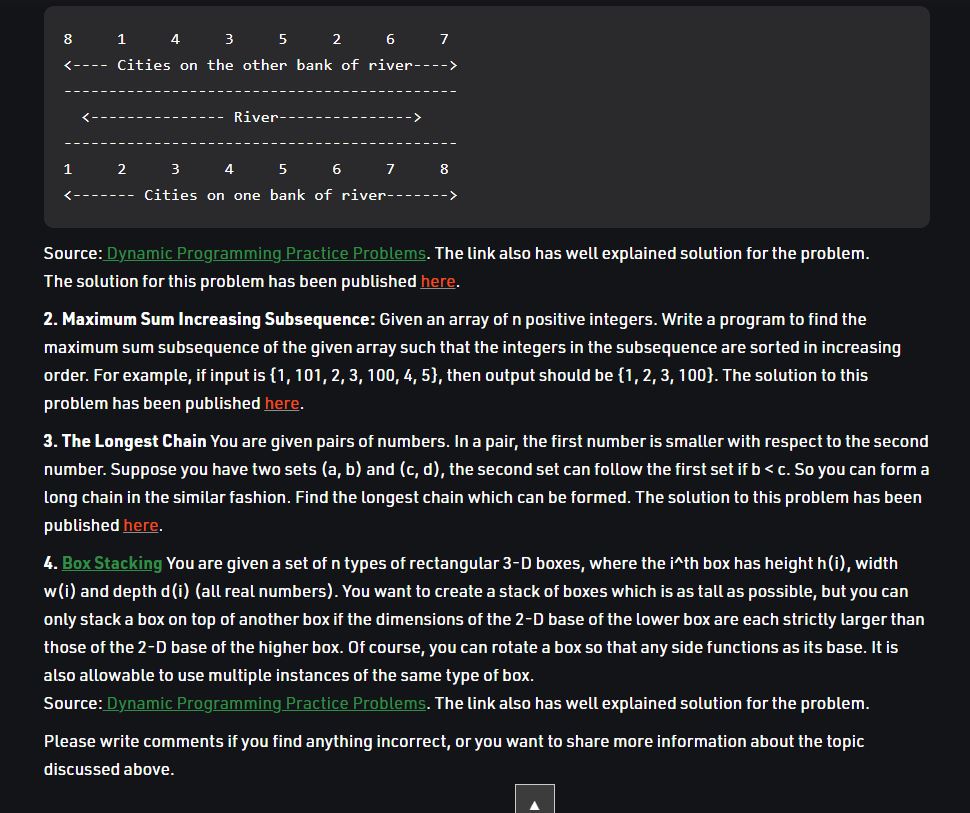 8 1 4 3 5 2 6 7
<---- Cities on the other bank of river---->
--------------------------------------------
<--------------- River--------------->
--------------------------------------------
1 2 3 4 5 6 7 8
<------- Cities on one bank of river------->
Source: Dynamic Programming Practice Problems. The link also has well explained solution for the problem.
The solution for this problem has been published here.
2. Maximum Sum Increasing Subsequence: Given an array of n positive integers. Write a program to find the
maximum sum subsequence of the given array such that the integers in the subsequence are sorted in increasing
order. For example, if input is {1, 101, 2, 3, 100, 4, 5}, then output should be {1, 2, 3, 100}. The solution to this
problem has been published here.
3. The Longest Chain You are given pairs of numbers. In a pair, the first number is smaller with respect to the second
number. Suppose you have two sets (a, b) and (c, d), the second set can follow the first set if b < c. So you can form a
long chain in the similar fashion. Find the longest chain which can be formed. The solution to this problem has been
published here.
4. Box Stacking You are given a set of n types of rectangular 3-D boxes, where the i^th box has height h(i), width
w(i) and depth d(i) (all real numbers). You want to create a stack of boxes which is as tall as possible, but you can
only stack a box on top of another box if the dimensions of the 2-D base of the lower box are each strictly larger than
those of the 2-D base of the higher box. Of course, you can rotate a box so that any side functions as its base. It is
also allowable to use multiple instances of the same type of box.
Source: Dynamic Programming Practice Problems. The link also has well explained solution for the problem.
Please write comments if you find anything incorrect, or you want to share more information about the topic
discussed above.
▲